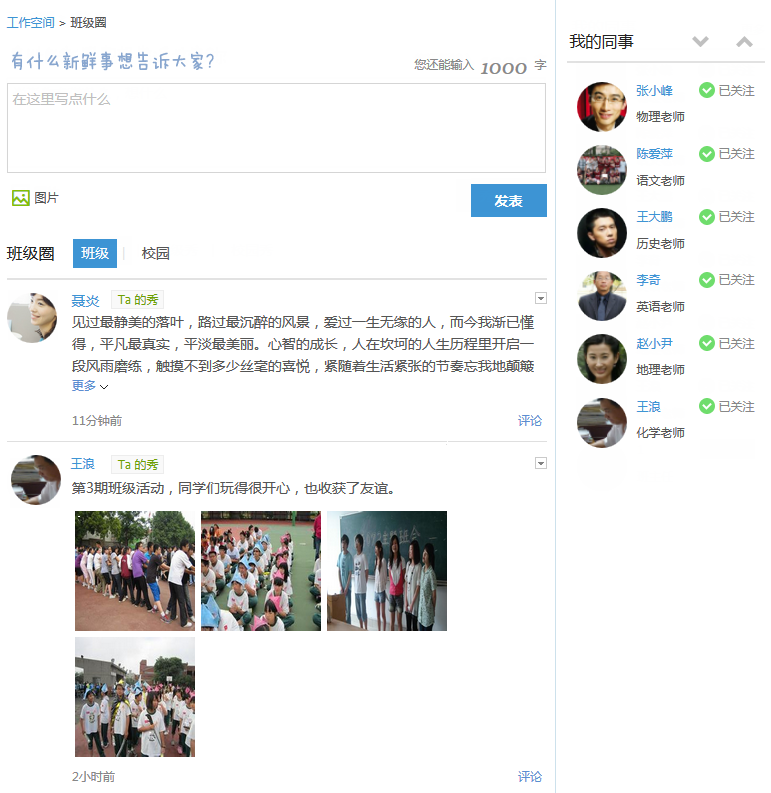 工作空间 > 班级圈
有什么新鲜事想告诉大家?
您还能输入 1000 字
在这里写点什么
图片
发表
班级圈 班级 校园
聂炎 Ta 的秀
见过最静美的落叶，路过最沉醉的风景，爱过一生无缘的人，而今我渐已懂
得，平凡最真实，平淡最美丽。心智的成长，人在坎坷的人生历程里开启一
段风雨磨练，触摸不到多少丝毫的喜悦，紧随着生活紧张的节奏忘我地颠簸
更多
11分钟前 评论
王浪 Ta 的秀
第3期班级活动，同学们玩得很开心，也收获了友谊。
2小时前 评论
我的同事
张小峰 已关注
物理老师
陈爱萍 已关注
语文老师
王大鹏 已关注
历史老师
李奇 已关注
英语老师
赵小尹 已关注
地理老师
王浪 已关注
化学老师